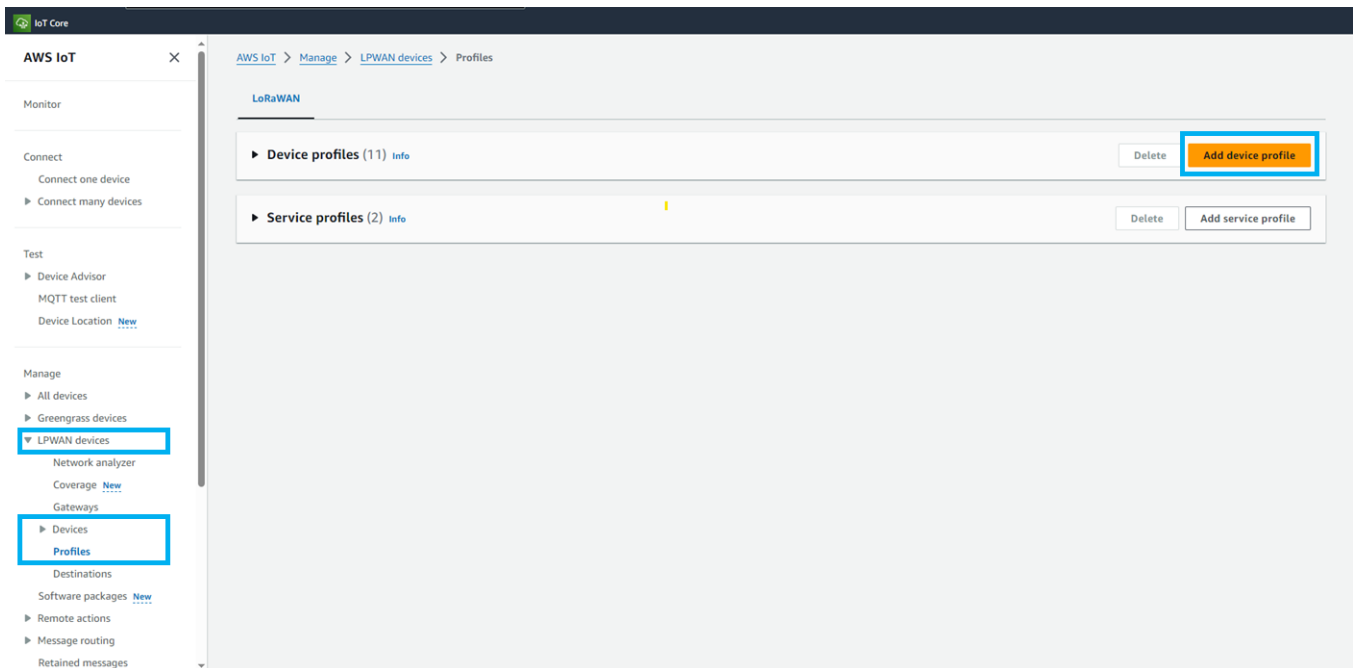 IoT Core
AWS IoT
Monitor
Connect
Connect one device
Connect many devices
Test
Device Advisor
MQTT test client
Device Location New
Manage
All devices
Greengrass devices
LPWAN devices
Network analyzer
Coverage New
Gateways
Devices
Profiles
Destinations
Software packages New
Remote actions
Message routing
Retained messages
AWS IoT > Manage > LPWAN devices > Profiles
LoRaWAN
Device profiles (11) Info Delete Add device profile
Service profiles (2) Info Delete Add service profile